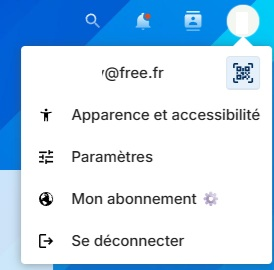 y@free.fr
Apparence et accessibilité
Paramètres
Mon abonnement
Se déconnecter